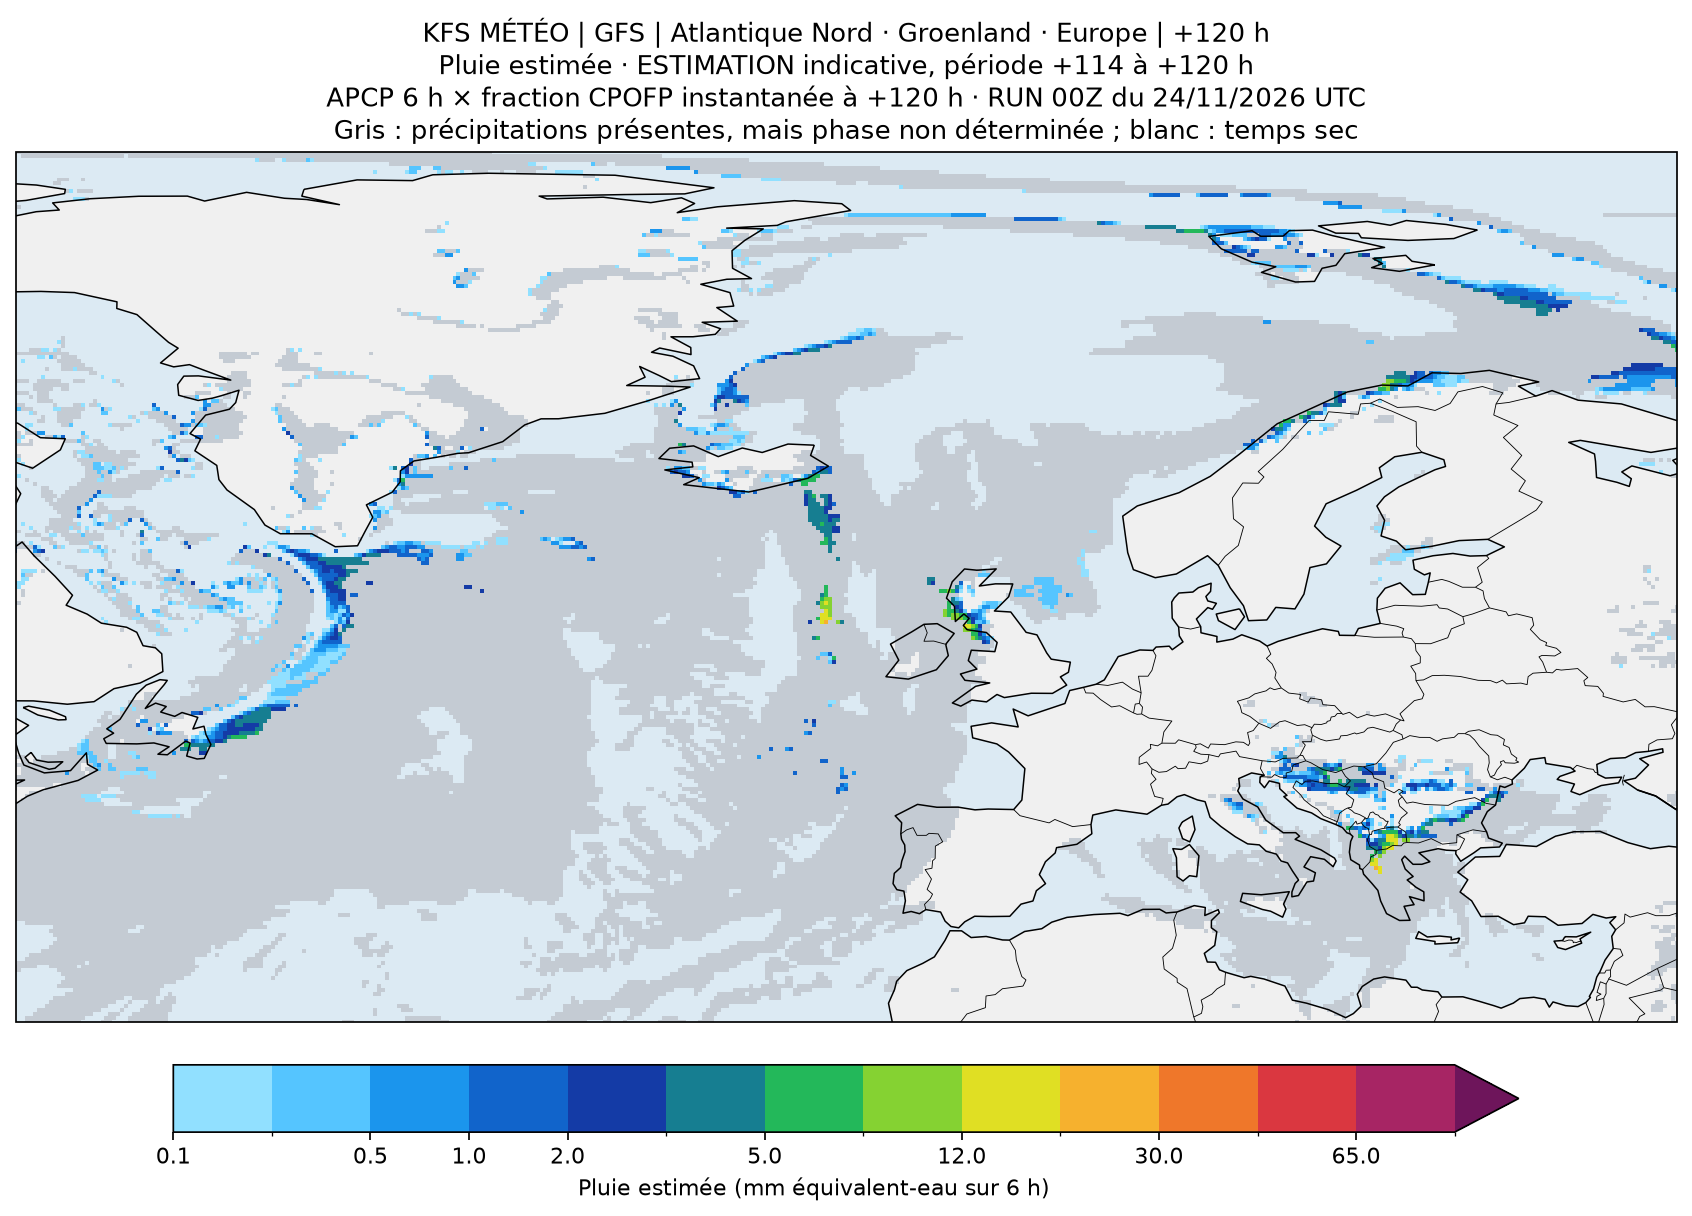 KFS MÉTÉO | GFS | Atlantique Nord · Groenland · Europe | +120 h
Pluie estimée · ESTIMATION indicative, période +114 à +120 h
APCP 6 h × fraction CPOFP instantanée à +120 h · RUN 00Z du 24/11/2026 UTC
Gris : précipitations présentes, mais phase non déterminée ; blanc : temps sec
0.1 0.5 1.0 2.0 5.0 12.0 30.0 65.0
Pluie estimée (mm équivalent-eau sur 6 h)